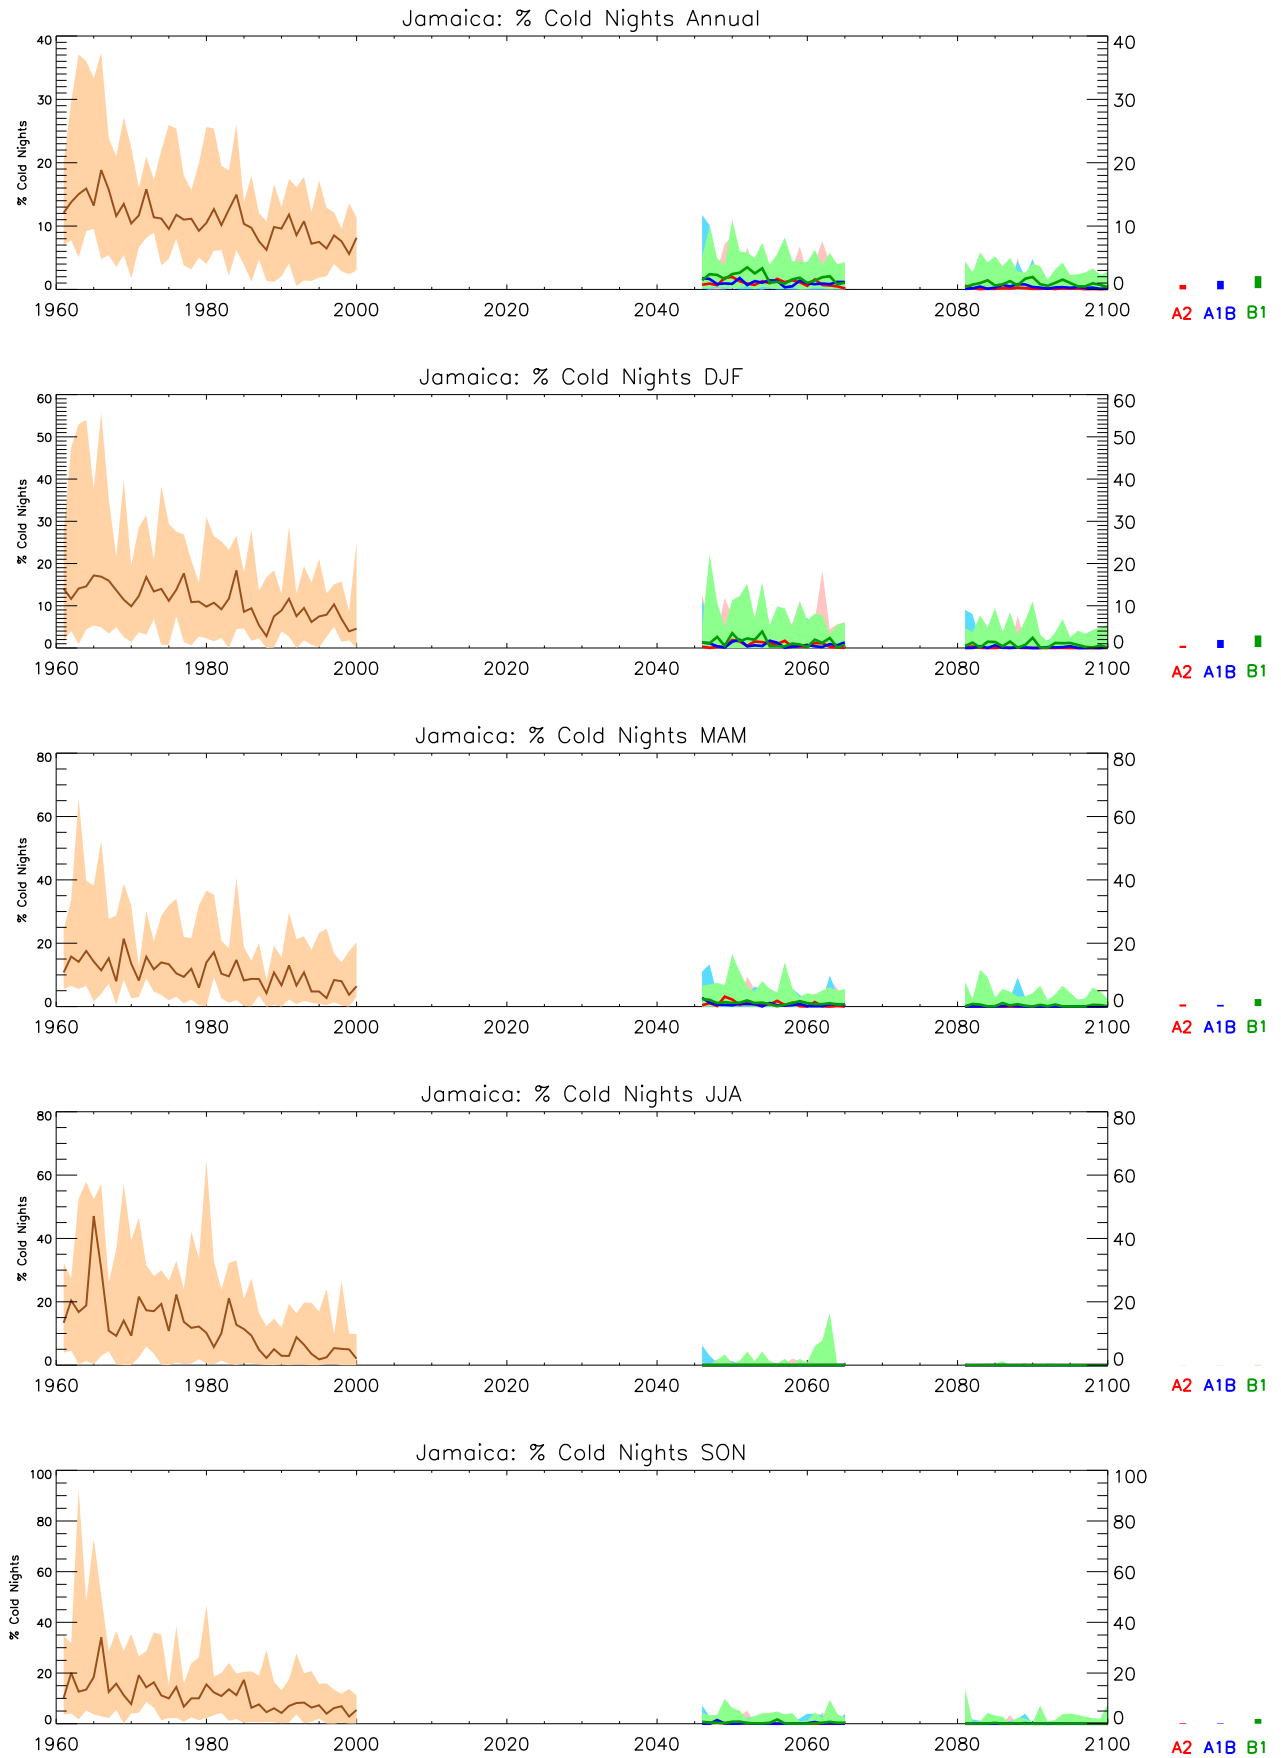 Jamaica: % Cold Nights Annual
40 40
30 30
20 20
10 10
0 0
% Cold Nights
1960 1980 2000 2020 2040 2060 2080 2100
A2 A1B B1
Jamaica: % Cold Nights DJF
60 60
50 50
40 40
30 30
20 20
10 10
0 0
% Cold Nights
1960 1980 2000 2020 2040 2060 2080 2100
A2 A1B B1
Jamaica: % Cold Nights MAM
80 80
60 60
40 40
20 20
0 0
% Cold Nights
1960 1980 2000 2020 2040 2060 2080 2100
A2 A1B B1
Jamaica: % Cold Nights JJA
80 80
60 60
40 40
20 20
0 0
% Cold Nights
1960 1980 2000 2020 2040 2060 2080 2100
A2 A1B B1
Jamaica: % Cold Nights SON
100 100
80 80
60 60
40 40
20 20
0 0
% Cold Nights
1960 1980 2000 2020 2040 2060 2080 2100
A2 A1B B1